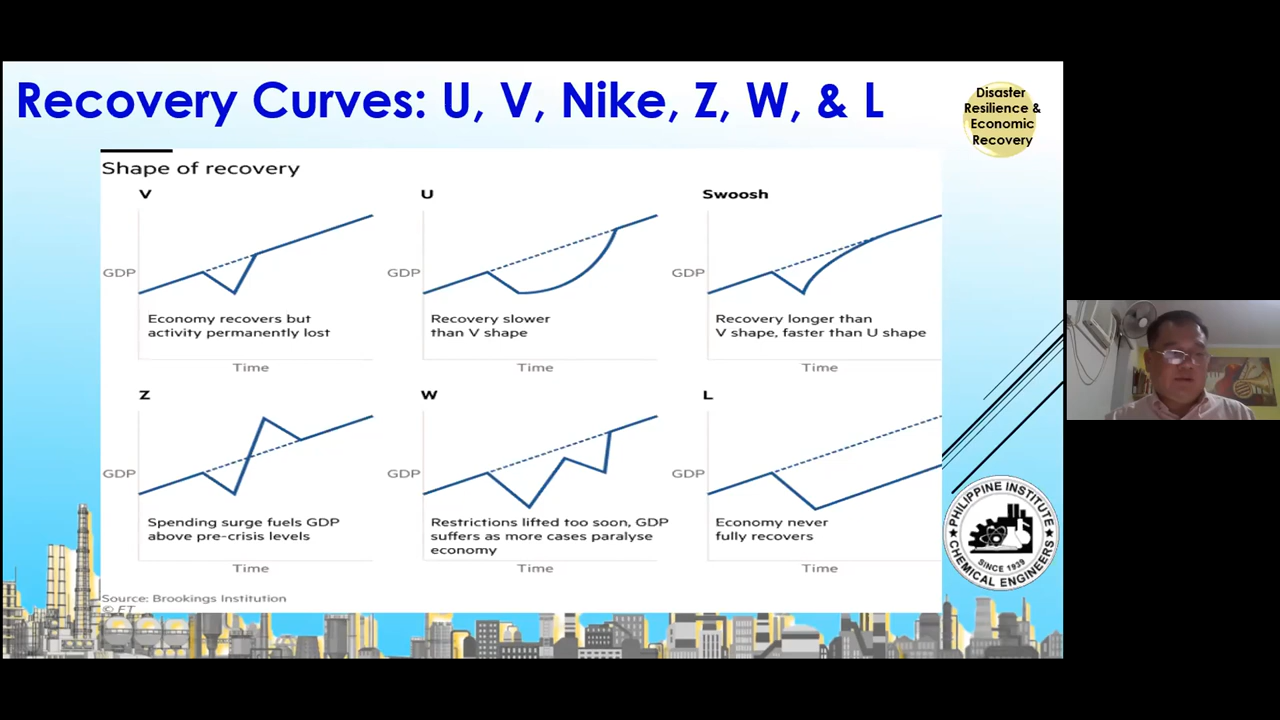 Recovery Curves: U, V, Nike, Z, W, & L
Disaster
Resilience &
Economic
Recovery
Shape of recovery
V
GDP
Economy recovers but
activity permanently lost
Time
U
GDP
Recovery slower
than V shape
Time
Swoosh
GDP
Recovery longer than
V shape, faster than U shape
Time
Z
GDP
Spending surge fuels GDP
above pre-crisis levels
Time
W
GDP
Restrictions lifted too soon, GDP
suffers as more cases paralyse
economy
Time
L
GDP
Economy never
fully recovers
Time
Source: Brookings Institution
© FT
PHILIPPINE INSTITUTE
CHEMICAL ENGINEERS
SINCE 1939